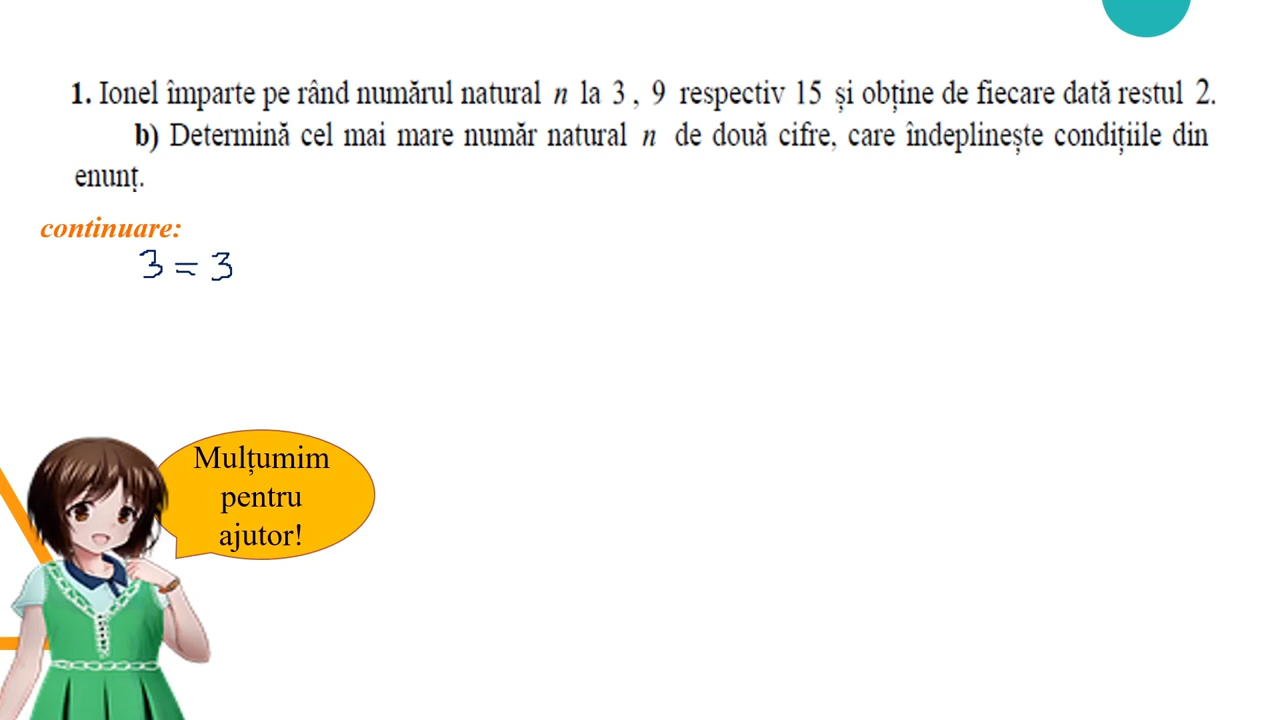 1. Ionel împarte pe rând numărul natural n la 3 , 9 respectiv 15 și obține de fiecare dată restul 2.
b) Determină cel mai mare număr natural n de două cifre, care îndeplinește condițiile din
enunț.
continuare:
3 = 3
Mulțumim
pentru
ajutor!